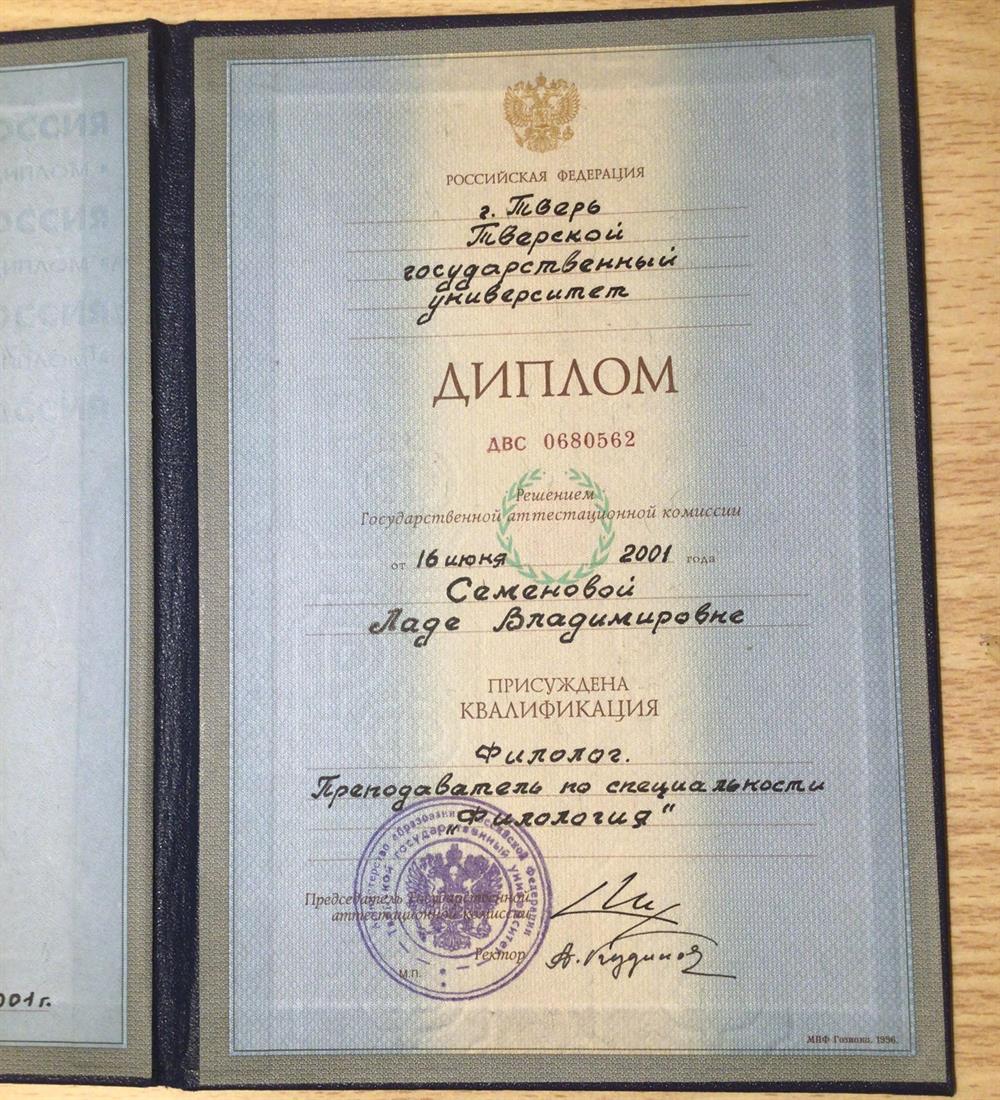 РОССИЙСКАЯ ФЕДЕРАЦИЯ
г. Тверь
Тверской
государственный
университет
ДИПЛОМ
ДВС 0680562
Решением
Государственной аттестационной комиссии
от 16 июня 2001 года
Семеновой
Ладе Владимировне
ПРИСУЖДЕНА
КВАЛИФИКАЦИЯ
Филолог.
Преподаватель по специальности
"Филология"
Председатель Государственной
аттестационной комиссии
Ректор
М.П.
МПФ Гознака. 1996.
001г.